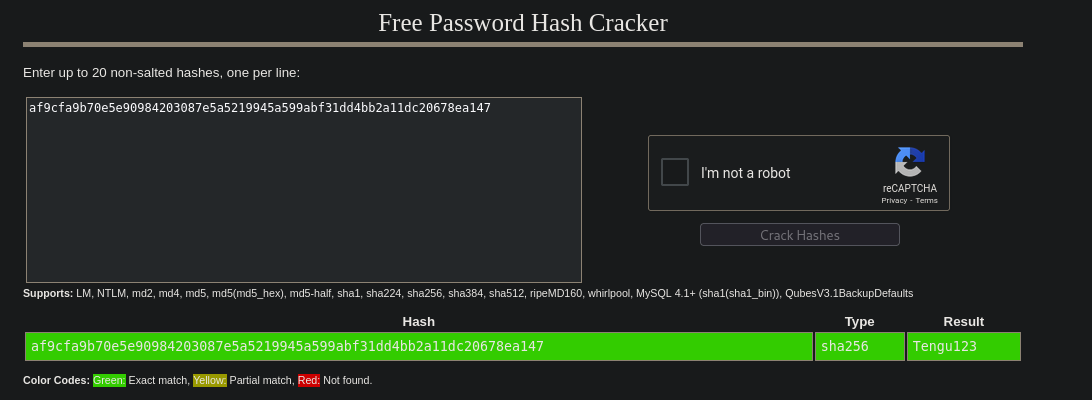 Free Password Hash Cracker
Enter up to 20 non-salted hashes, one per line:
af9cfa9b70e5e90984203087e5a5219945a599abf31dd4bb2a11dc20678ea147
I'm not a robot
reCAPTCHA
Privacy - Terms
Crack Hashes
Supports: LM, NTLM, md2, md4, md5, md5(md5_hex), md5-half, sha1, sha224, sha256, sha384, sha512, ripeMD160, whirlpool, MySQL 4.1+ (sha1(sha1_bin)), QubesV3.1BackupDefaults
Hash Type Result
af9cfa9b70e5e90984203087e5a5219945a599abf31dd4bb2a11dc20678ea147 sha256 Tengu123
Color Codes: Green: Exact match, Yellow: Partial match, Red: Not found.